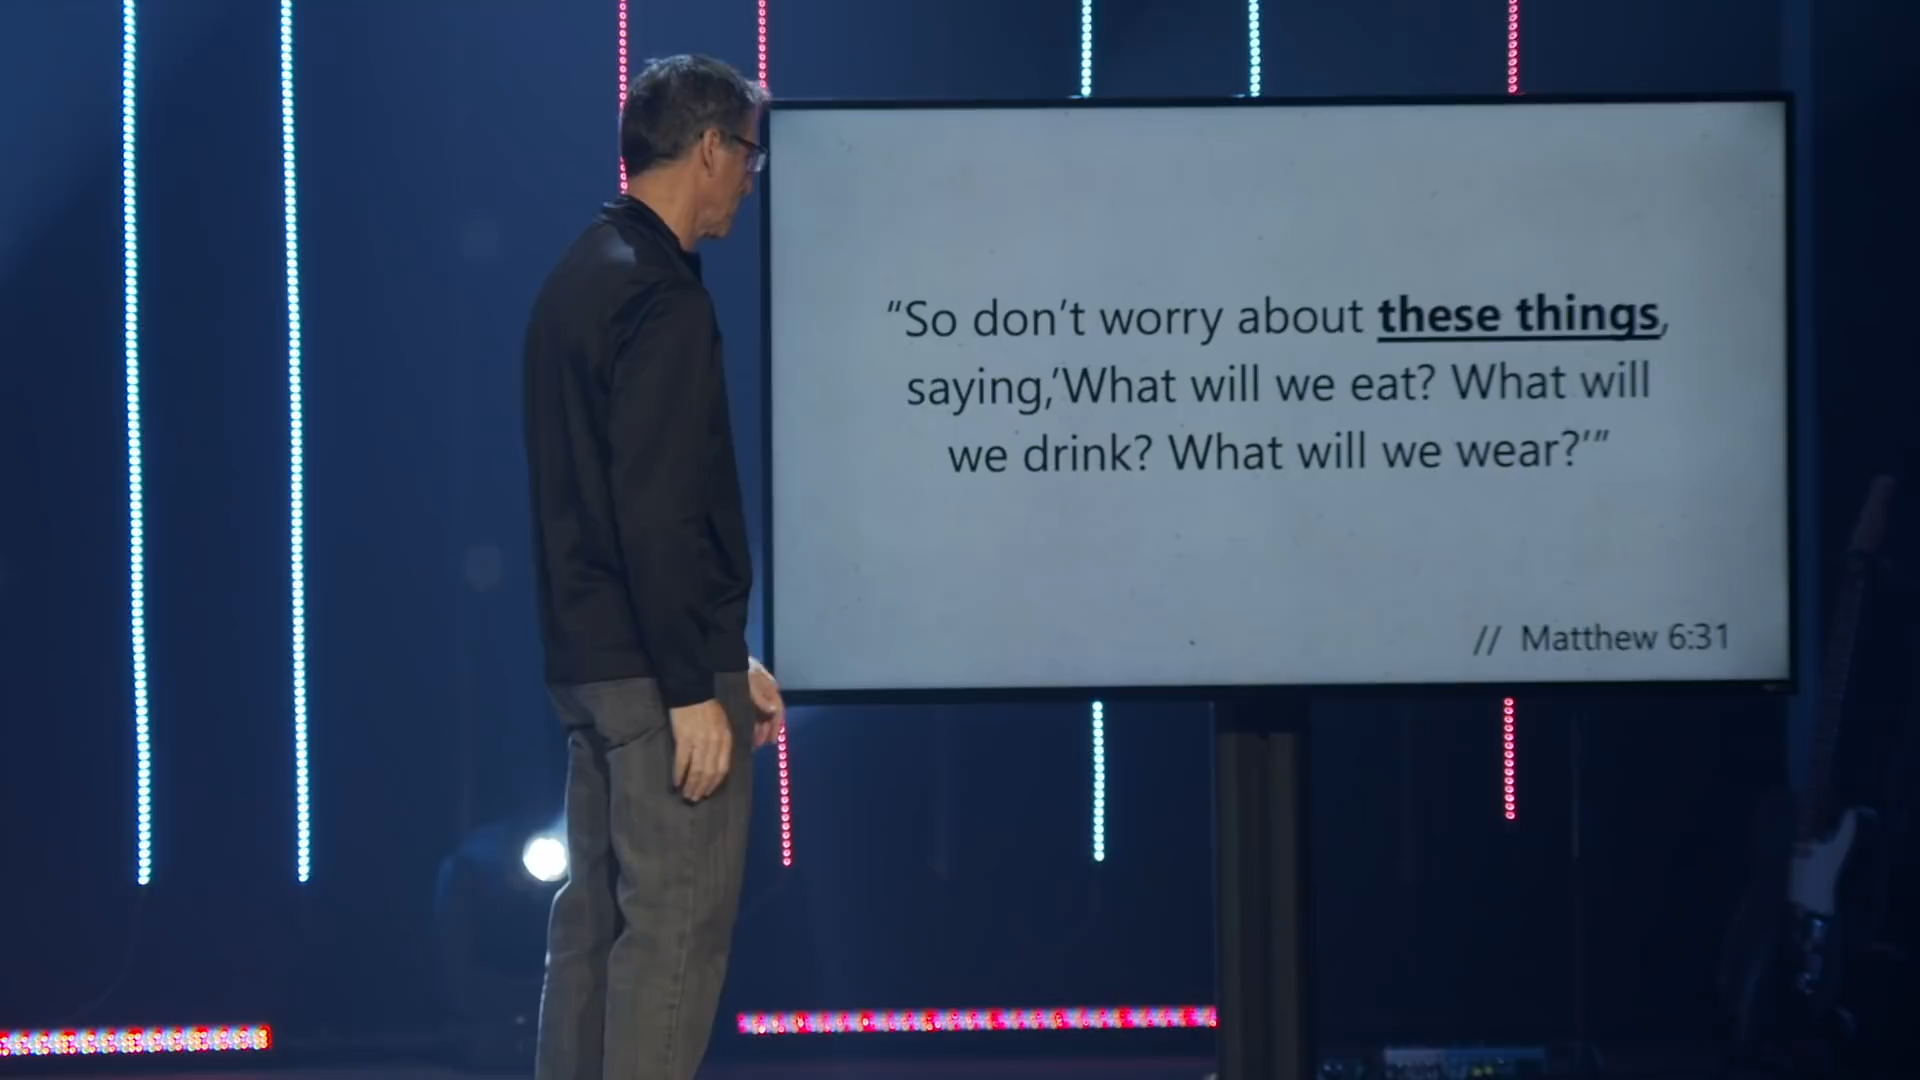 “So don’t worry about these things,
saying,‘What will we eat? What will
we drink? What will we wear?’”
// Matthew 6:31